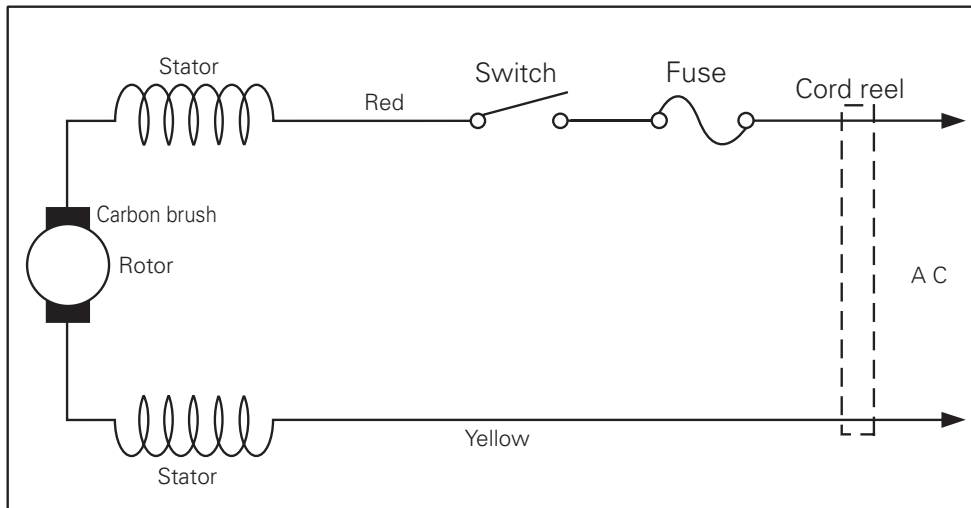 Stator
Switch
Fuse
Cord reel
Red
Carbon brush
Rotor
A C
Yellow
Stator